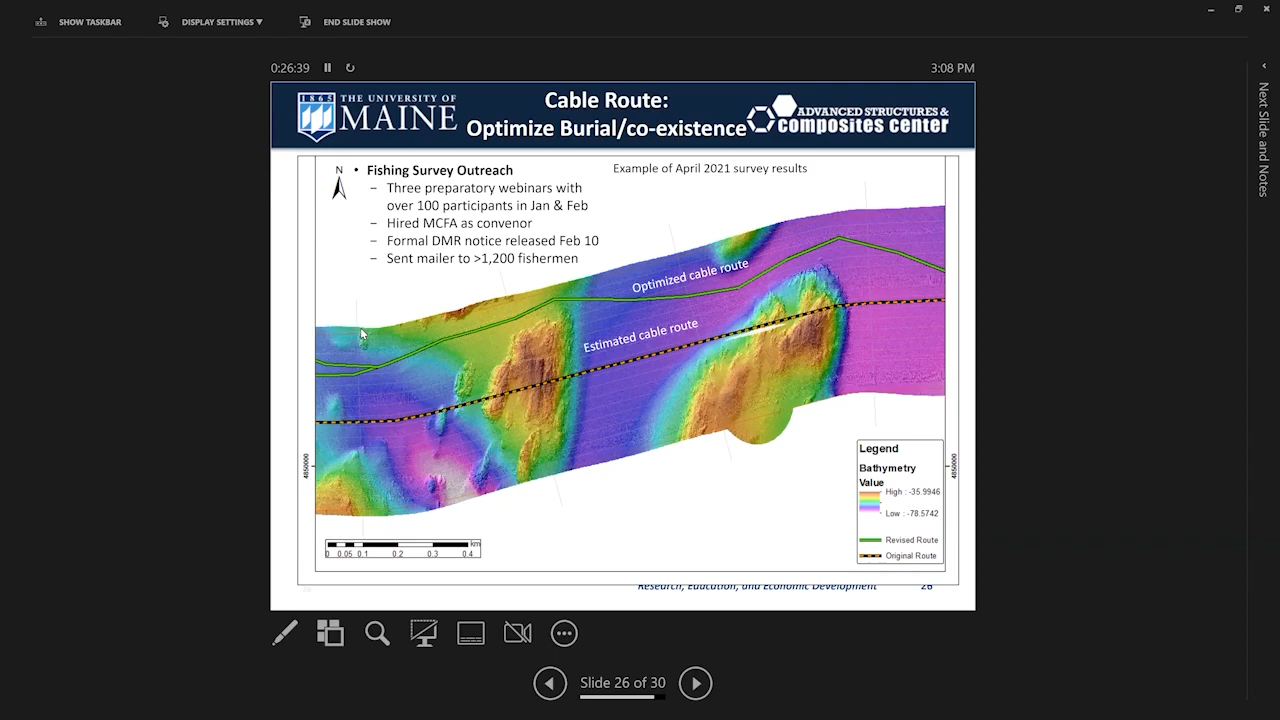 SHOW TASKBAR
DISPLAY SETTINGS ▼
END SLIDE SHOW
0:26:39
3:08 PM
Next Slide and Notes
1865
THE UNIVERSITY OF
MAINE
Cable Route:
Optimize Burial/co-existence
ADVANCED STRUCTURES &
composites center
N
• Fishing Survey Outreach
– Three preparatory webinars with
over 100 participants in Jan & Feb
– Hired MCFA as convenor
– Formal DMR notice released Feb 10
– Sent mailer to >1,200 fishermen
Example of April 2021 survey results
Optimized cable route
Estimated cable route
4850000
4850000
Legend
Bathymetry
Value
High : -35.9946
Low : -78.5742
Revised Route
Original Route
km
0 0.05 0.1 0.2 0.3 0.4
Research, Education, and Economic Development
26
Slide 26 of 30